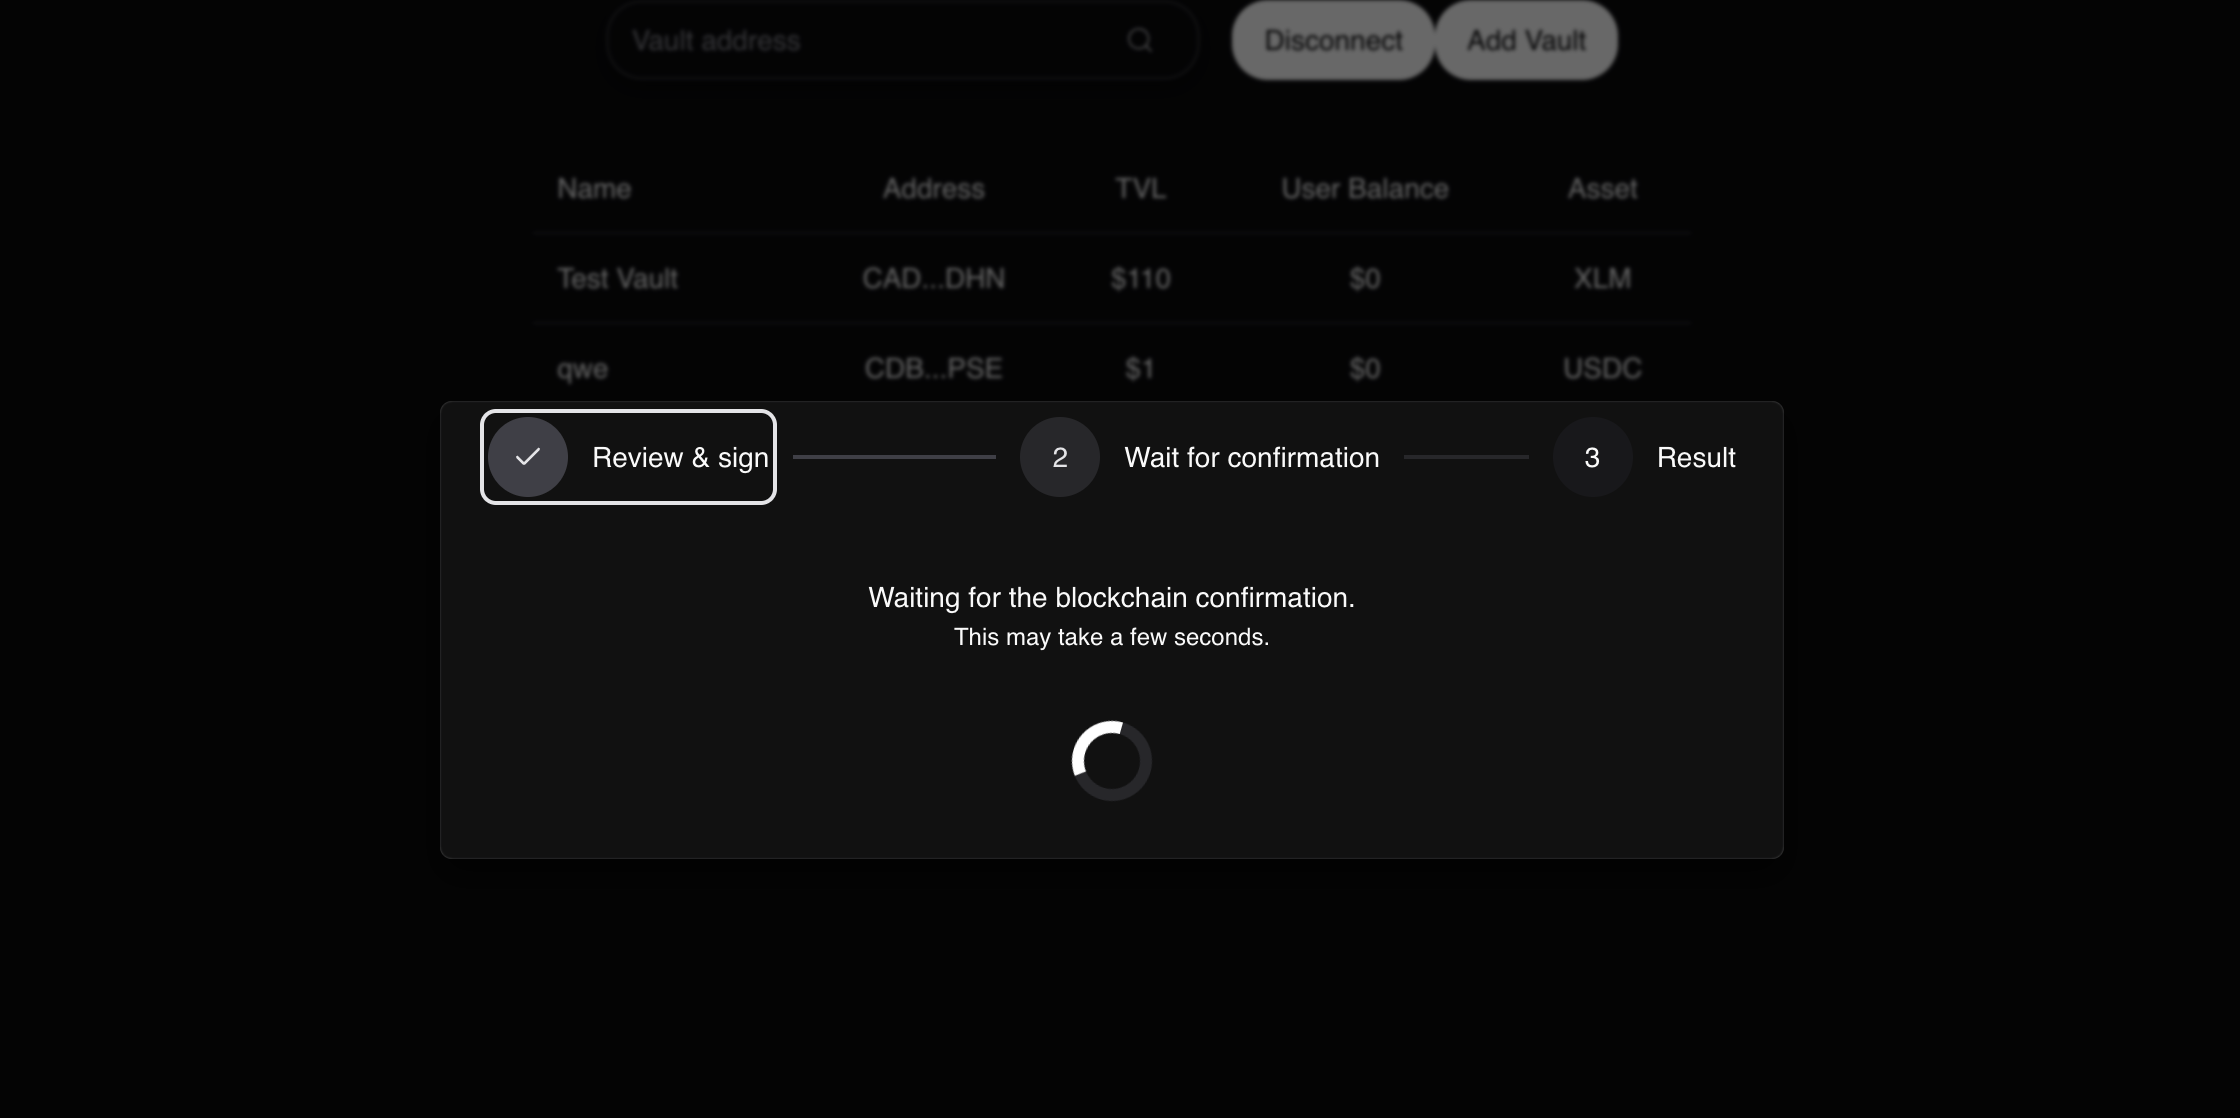 Vault address
Disconnect
Add Vault
Name Address TVL User Balance Asset
Test Vault CAD...DHN $110 $0 XLM
qwe CDB...PSE $1 $0 USDC
Review & sign
2 Wait for confirmation
3 Result
Waiting for the blockchain confirmation.
This may take a few seconds.